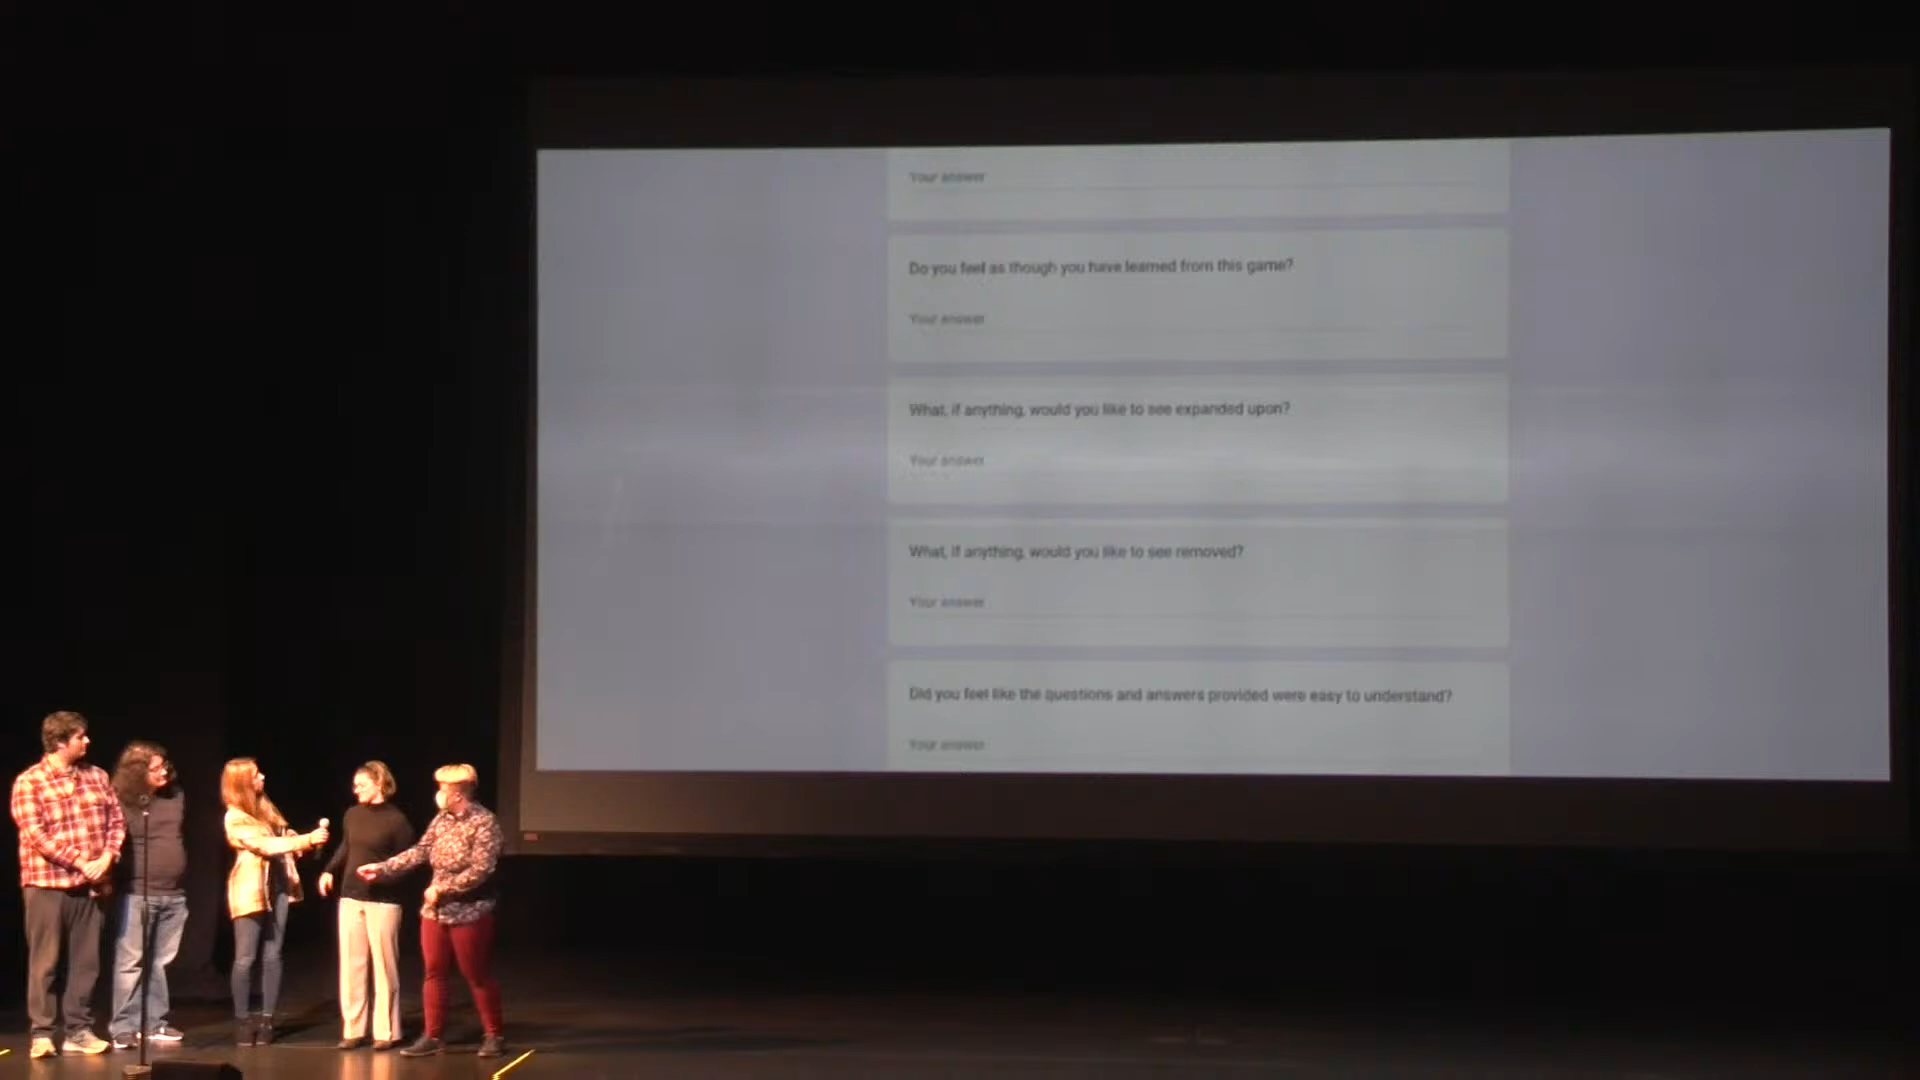 Your answer
Do you feel as though you have learned from this game?
Your answer
What, if anything, would you like to see expanded upon?
Your answer
What, if anything, would you like to see removed?
Your answer
Did you feel like the questions and answers provided were easy to understand?
Your answer